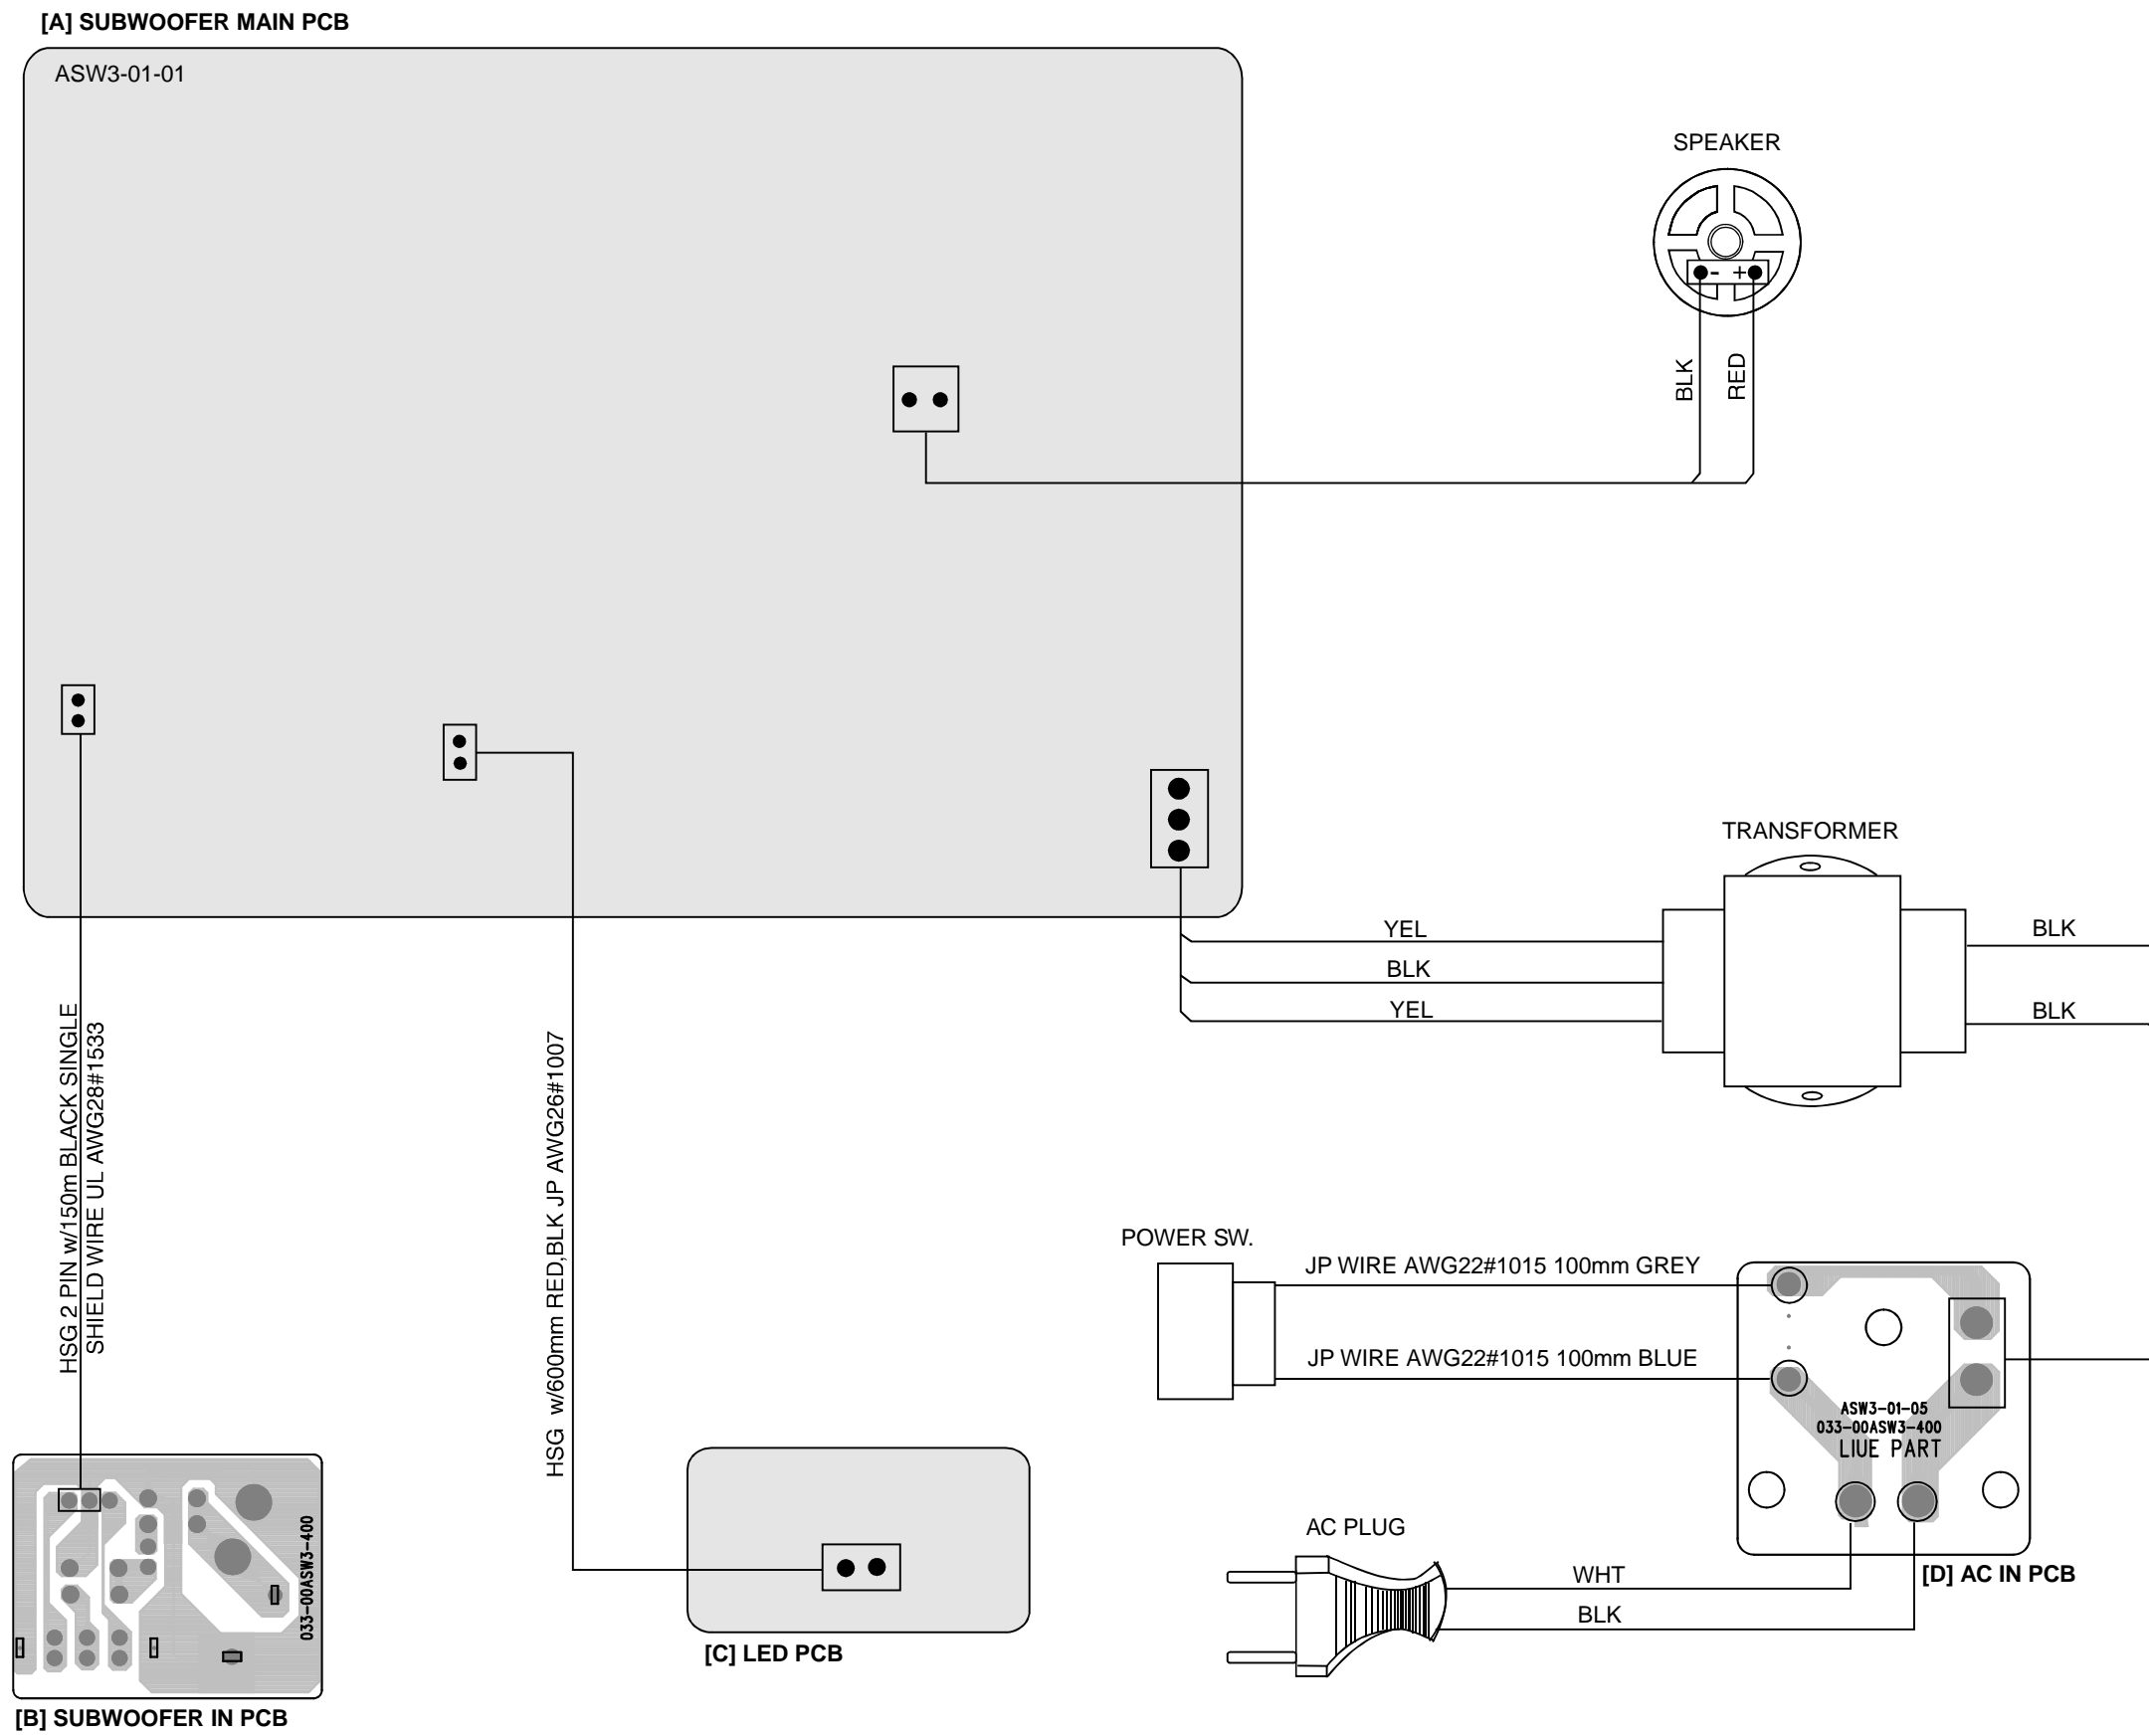 [A] SUBWOOFER MAIN PCB
ASW3-01-01
SPEAKER
- +
BLK
RED
TRANSFORMER
YEL
BLK
YEL
BLK
BLK
HSG 2 PIN w/150m BLACK SINGLE
SHIELD WIRE UL AWG28#1533
HSG w/600mm RED,BLK JP AWG26#1007
POWER SW.
JP WIRE AWG22#1015 100mm GREY
JP WIRE AWG22#1015 100mm BLUE
ASW3-01-05
033-00ASW3-400
LIUE PART
[D] AC IN PCB
AC PLUG
WHT
BLK
033-00ASW3-400
[C] LED PCB
[B] SUBWOOFER IN PCB